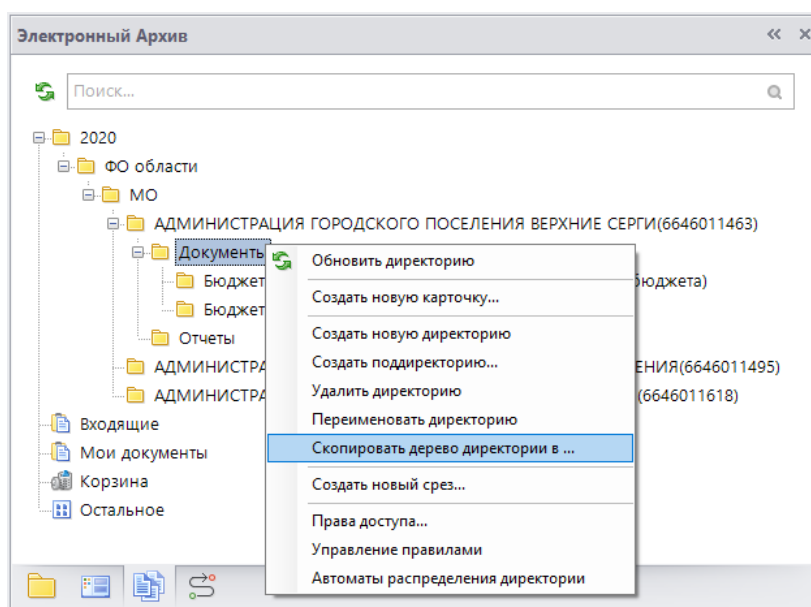 Электронный Архив
Поиск...
2020
ФО области
МО
АДМИНИСТРАЦИЯ ГОРОДСКОГО ПОСЕЛЕНИЯ ВЕРХНИЕ СЕРГИ(6646011463)
Документы
Обновить директорию
Бюджет
бюджета)
Создать новую карточку...
Бюджет
Создать новую директорию
Отчеты
Создать поддиректорию...
АДМИНИСТРА
ЕНИЯ(6646011495)
Удалить директорию
АДМИНИСТРА
(6646011618)
Переименовать директорию
Входящие
Скопировать дерево директории в ...
Мои документы
Корзина
Создать новый срез...
Остальное
Права доступа...
Управление правилами
Автоматы распределения директории